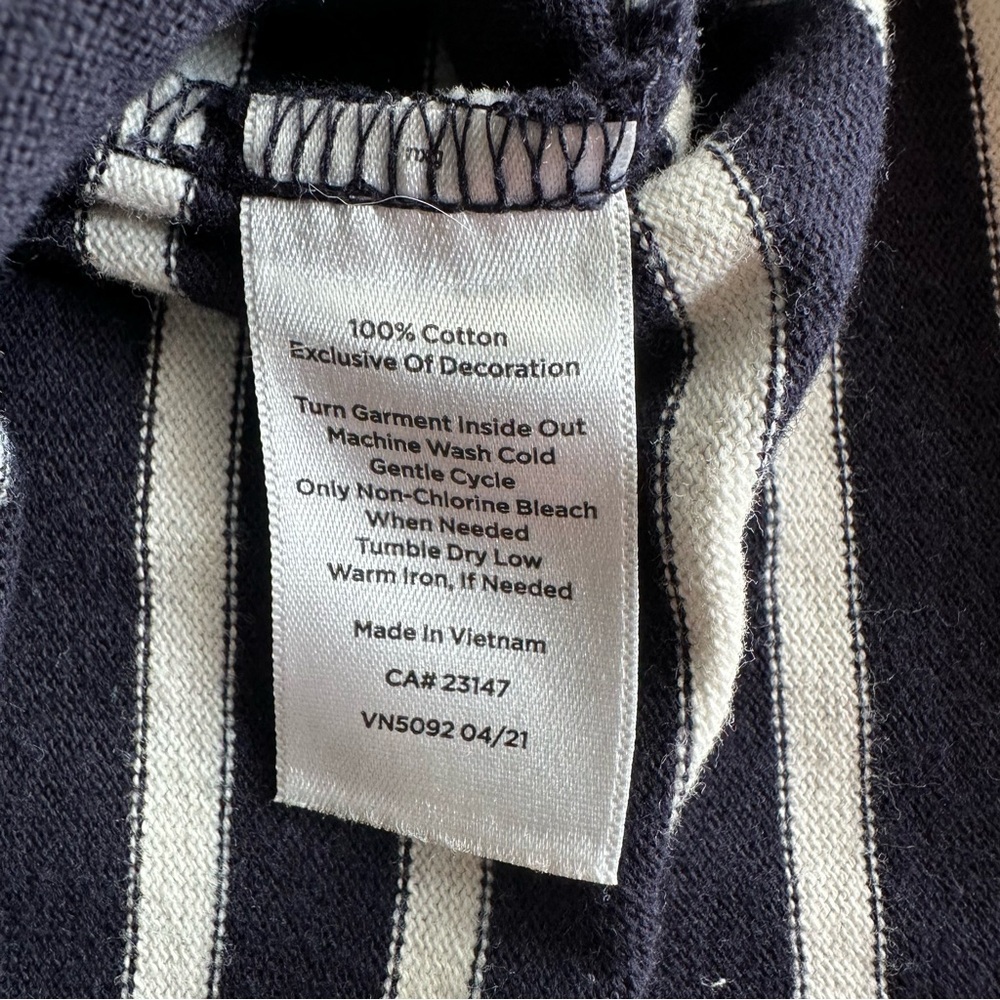 100% Cotton
Exclusive Of Decoration
Turn Garment Inside Out
Machine Wash Cold
Gentle Cycle
Only Non-Chlorine Bleach
When Needed
Tumble Dry Low
Warm Iron, If Needed
Made In Vietnam
CA# 23147
VN5092 04/21